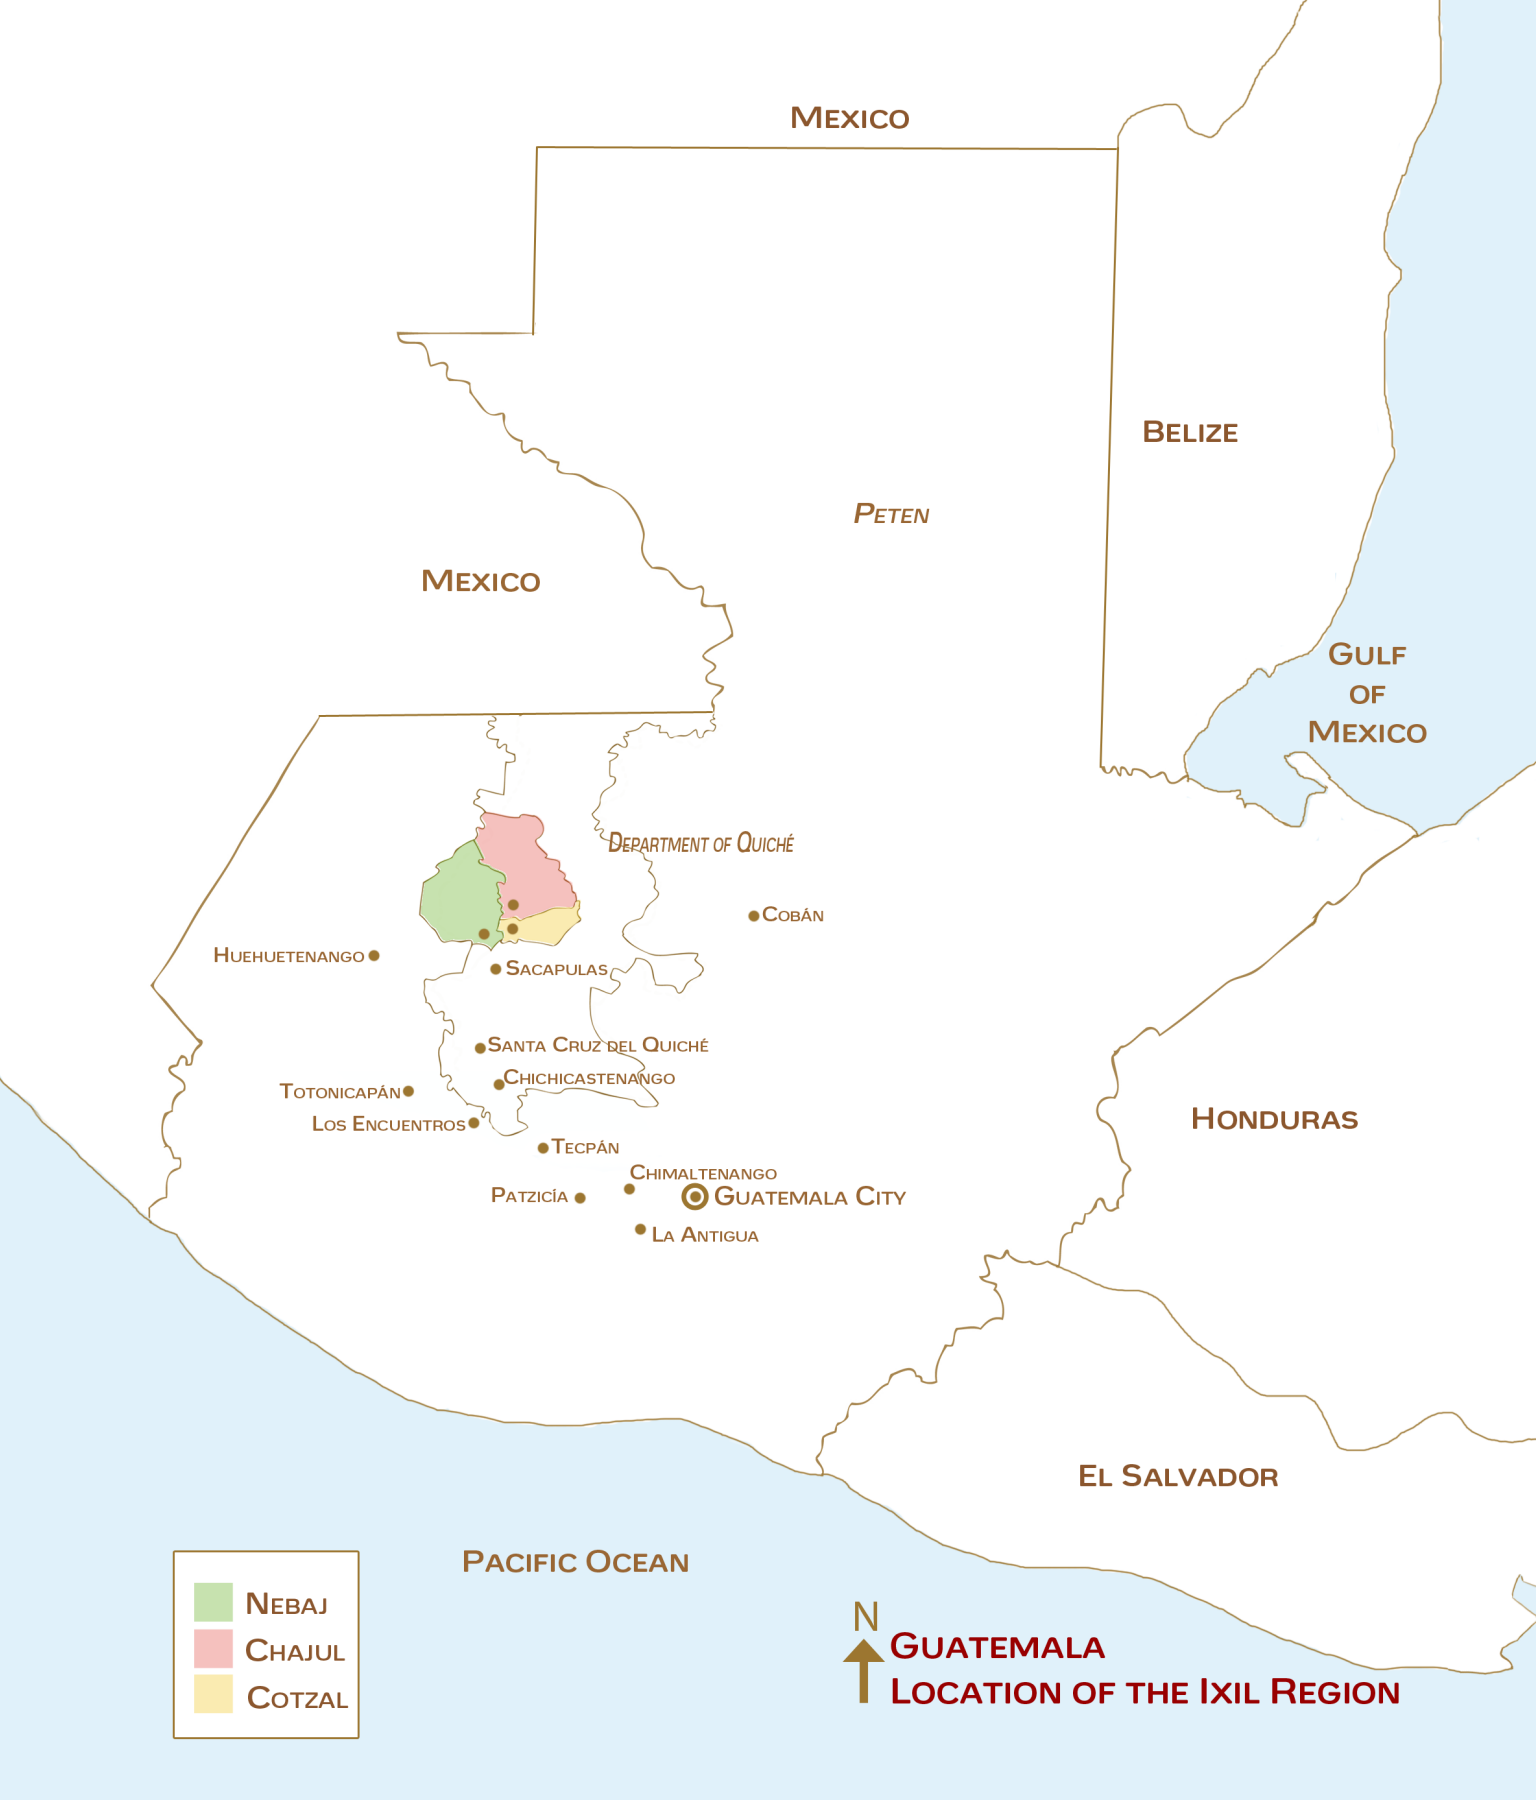 Mexico
Belize
Peten
Mexico
Gulf
of
Mexico
Department of Quiché
Cobán
Huehuetenango
Sacapulas
Santa Cruz del Quiché
Chichicastenango
Totonicapán
Los Encuentros
Honduras
Tecpán
Chimaltenango
Patzicía
Guatemala City
La Antigua
El Salvador
Pacific Ocean
Nebaj
Chajul
Cotzal
N
Guatemala
Location of the Ixil Region